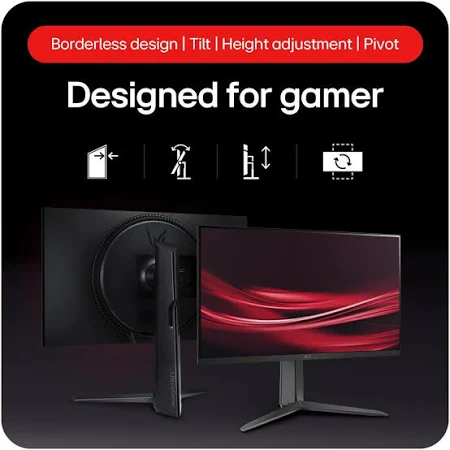 Borderless design | Tilt | Height adjustment | Pivot
Designed for gamer